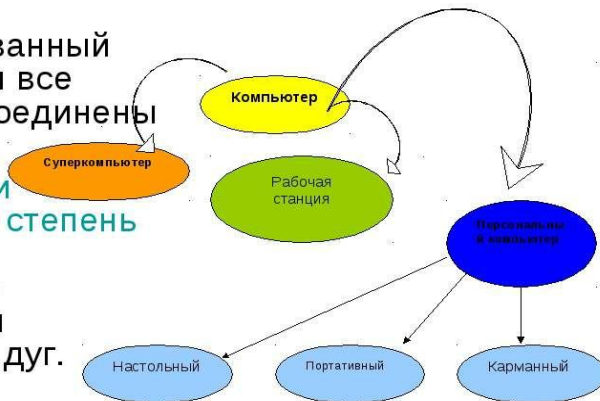 ванный
все
оединены
и
степень
дуг.
Компьютер
Суперкомпьютер
Рабочая
станция
Персональны
й компьютер
Настольный
Портативный
Карманный